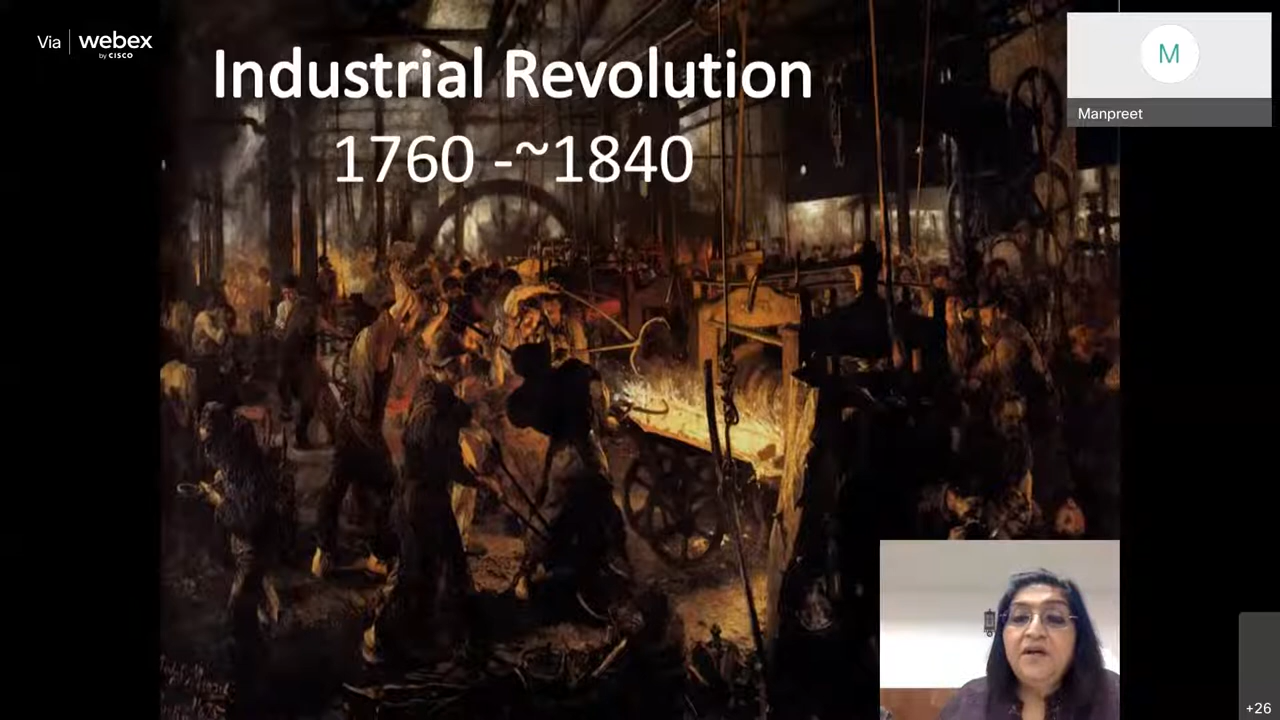 Via webex
by CISCO
Industrial Revolution
1760 -~1840
M
Manpreet
+26